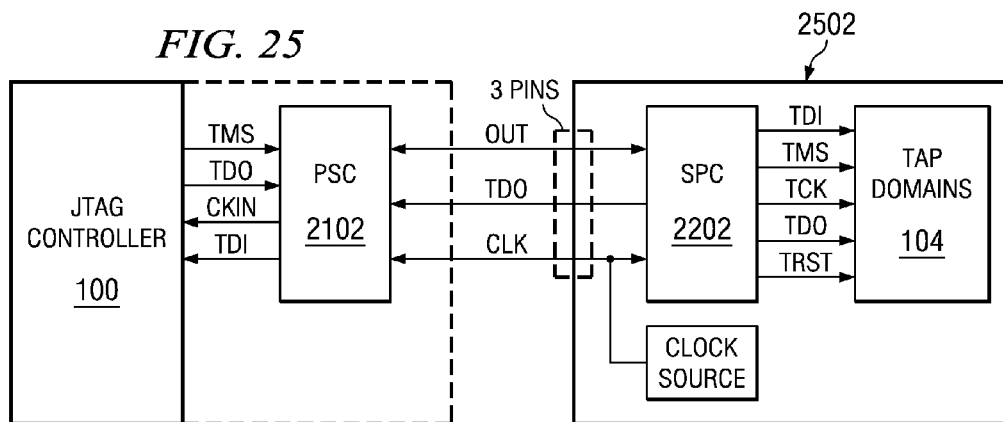 FIG. 25
2502
3 PINS
JTAG
CONTROLLER
100
TMS
TDO
CKIN
TDI
PSC
2102
OUT
TDO
CLK
SPC
2202
TDI
TMS
TCK
TDO
TRST
TAP
DOMAINS
104
CLOCK
SOURCE